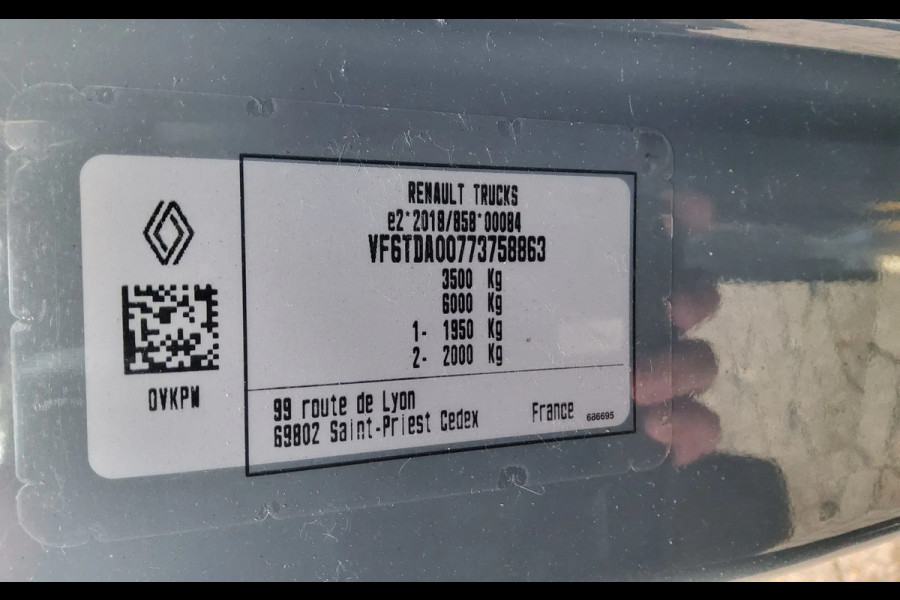 RENAULT TRUCKS
e2*2018/858*00084
VF6TDA00773758863
3500 Kg
6000 Kg
1- 1950 Kg
2- 2000 Kg
OVKPW
99 route de Lyon
69802 Saint-Priest Cedex
France
686695